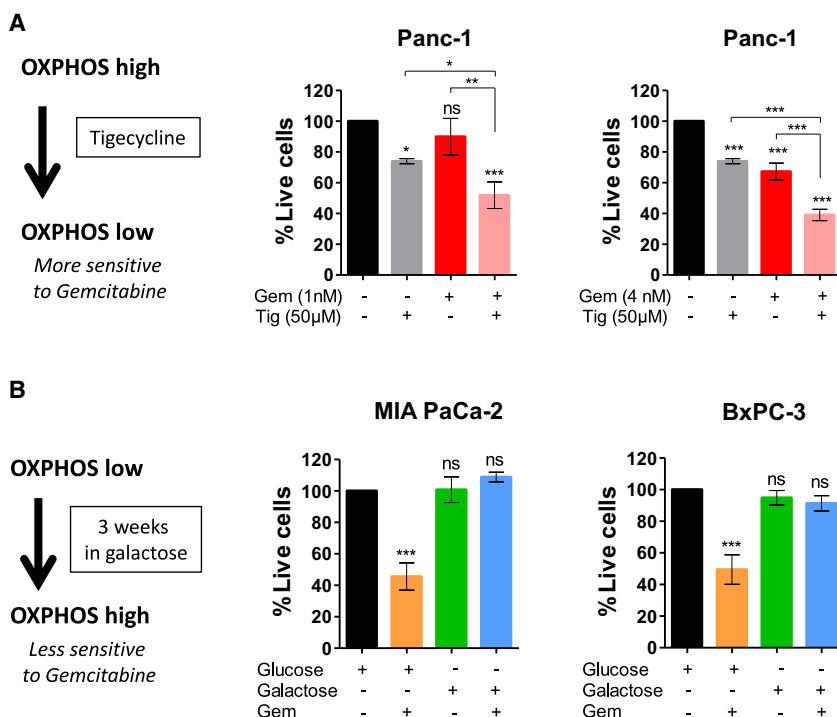 A
OXPHOS high
Tigecycline
OXPHOS low
More sensitive
to Gemcitabine
Panc-1
% Live cells
120
100
80
60
40
20
0
*
ns
***
*
**
Gem (1nM) - - + +
Tig (50µM) - + - +
Panc-1
% Live cells
120
100
80
60
40
20
0
***
***
***
***
***
Gem (4 nM) - - + +
Tig (50µM) - + - +
B
OXPHOS low
3 weeks
in galactose
OXPHOS high
Less sensitive
to Gemcitabine
MIA PaCa-2
% Live cells
120
100
80
60
40
20
0
***
ns
ns
Glucose + + - -
Galactose - - + +
Gem - + - +
BxPC-3
% Live cells
120
100
80
60
40
20
0
***
ns
ns
Glucose + + - -
Galactose - - + +
Gem - + - +